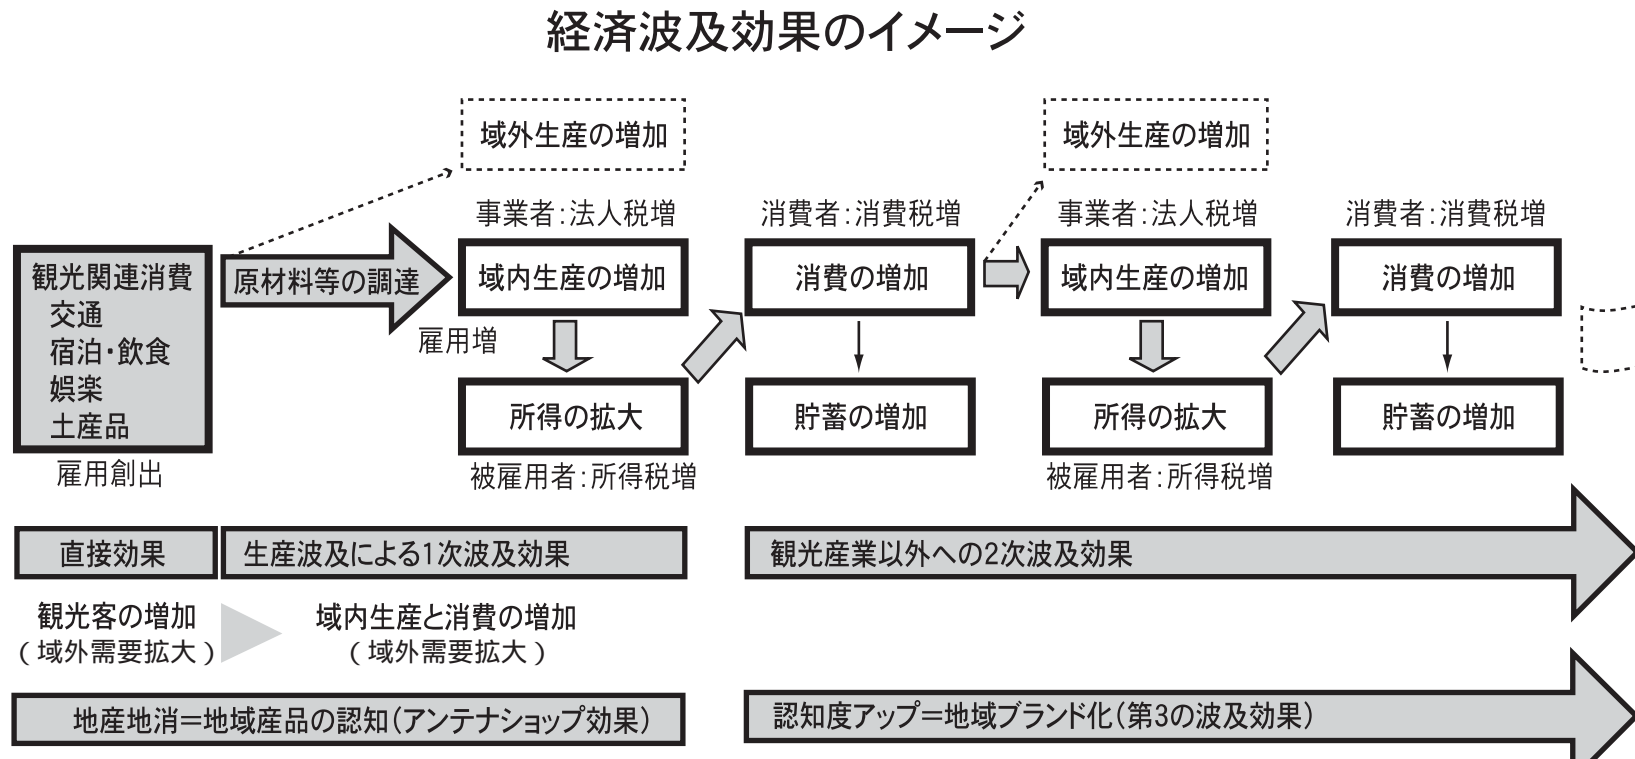 経済波及効果のイメージ
域外生産の増加
域外生産の増加
事業者:法人税増
消費者:消費税増
事業者:法人税増
消費者:消費税増
観光関連消費
交通
宿泊・飲食
娯楽
土産品
原材料等の調達
域内生産の増加
消費の増加
域内生産の増加
消費の増加
雇用増
所得の拡大
貯蓄の増加
所得の拡大
貯蓄の増加
雇用創出
被雇用者:所得税増
被雇用者:所得税増
直接効果
生産波及による1次波及効果
観光産業以外への2次波及効果
観光客の増加
(域外需要拡大)
域内生産と消費の増加
(域外需要拡大)
地産地消=地域産品の認知(アンテナショップ効果)
認知度アップ=地域ブランド化(第3の波及効果)